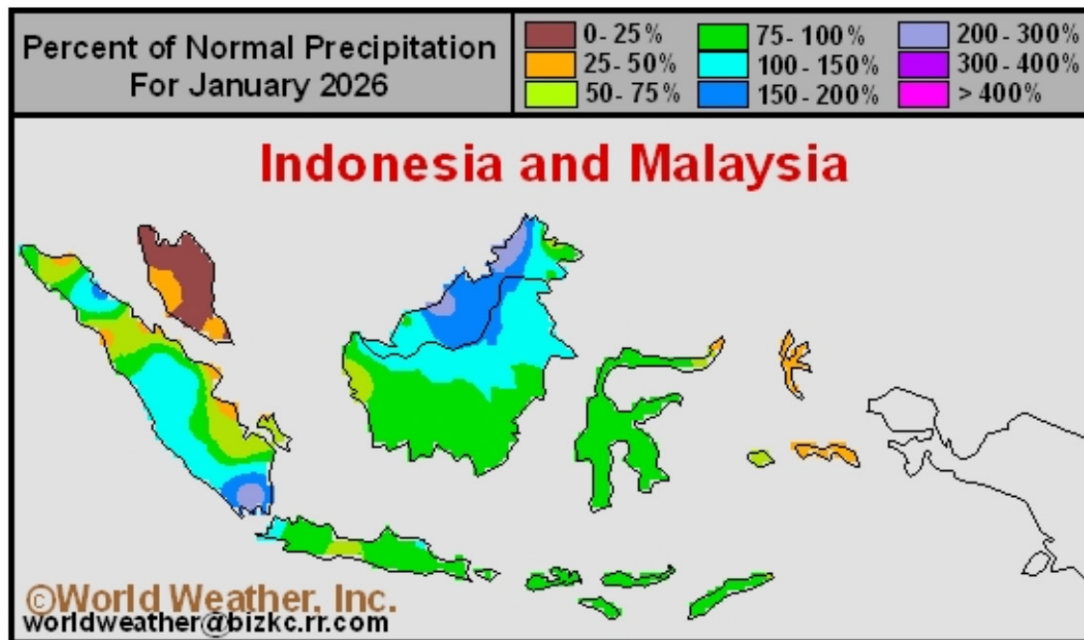 Percent of Normal Precipitation
For January 2026
0- 25%
25- 50%
50- 75%
75- 100%
100- 150%
150- 200%
200- 300%
300- 400%
> 400%
Indonesia and Malaysia
©World Weather, Inc.
worldweather@bizkc.rr.com